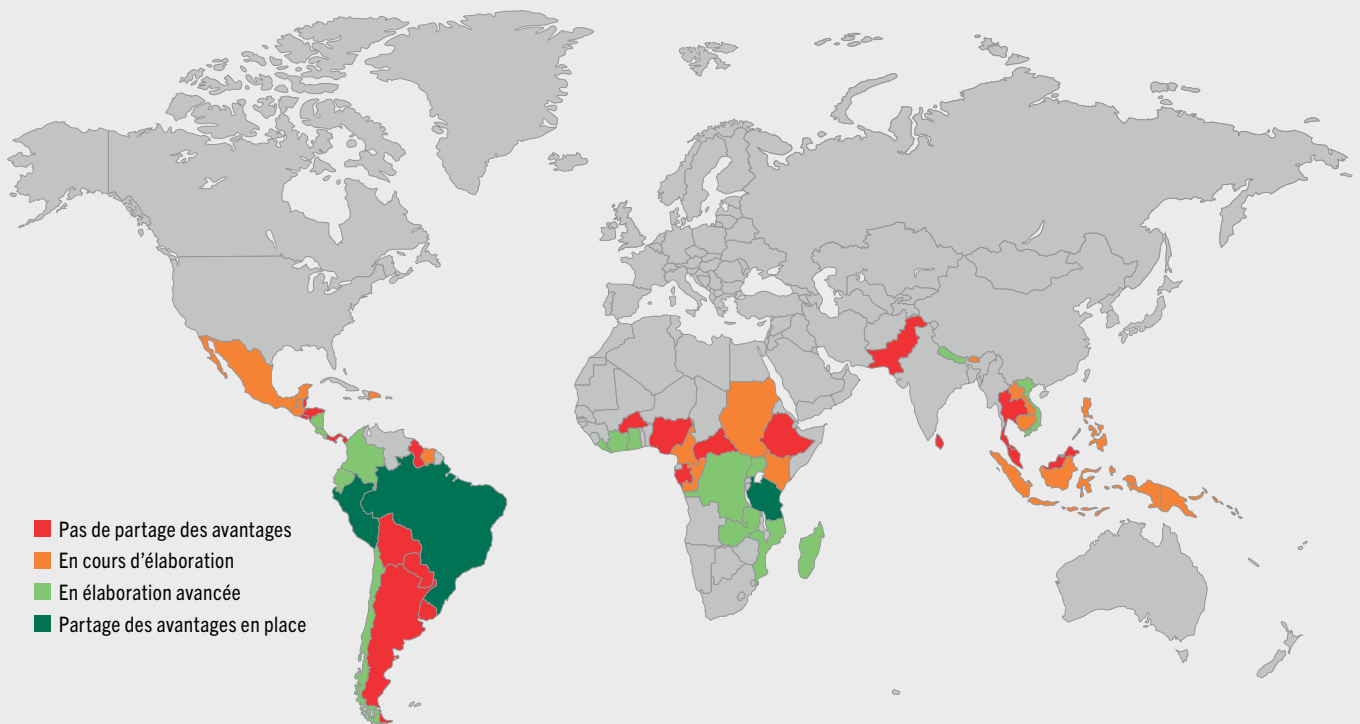 Pas de partage des avantages
En cours d’élaboration
En élaboration avancée
Partage des avantages en place